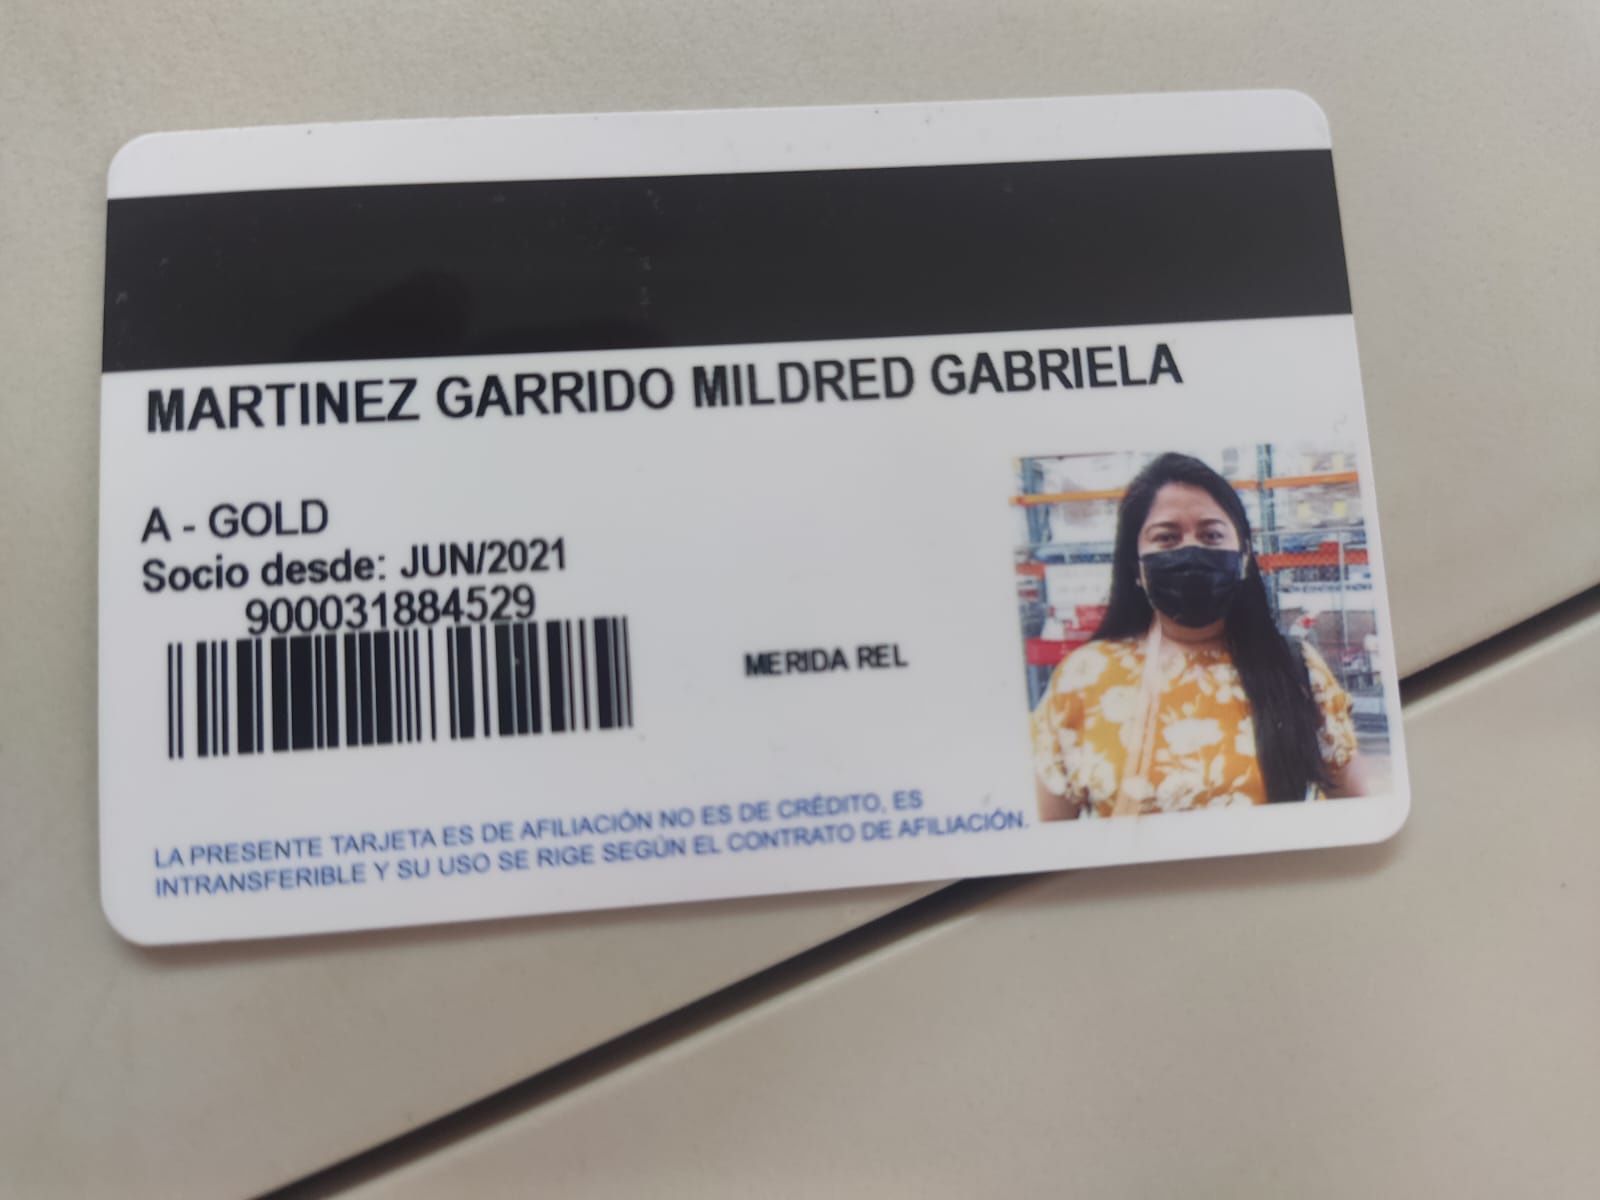 MARTINEZ GARRIDO MILDRED GABRIELA
A - GOLD
Socio desde: JUN/2021
900031884529
MERIDA REL
LA PRESENTE TARJETA ES DE AFILIACIÓN NO ES DE CRÉDITO, ES
INTRANSFERIBLE Y SU USO SE RIGE SEGÚN EL CONTRATO DE AFILIACIÓN.